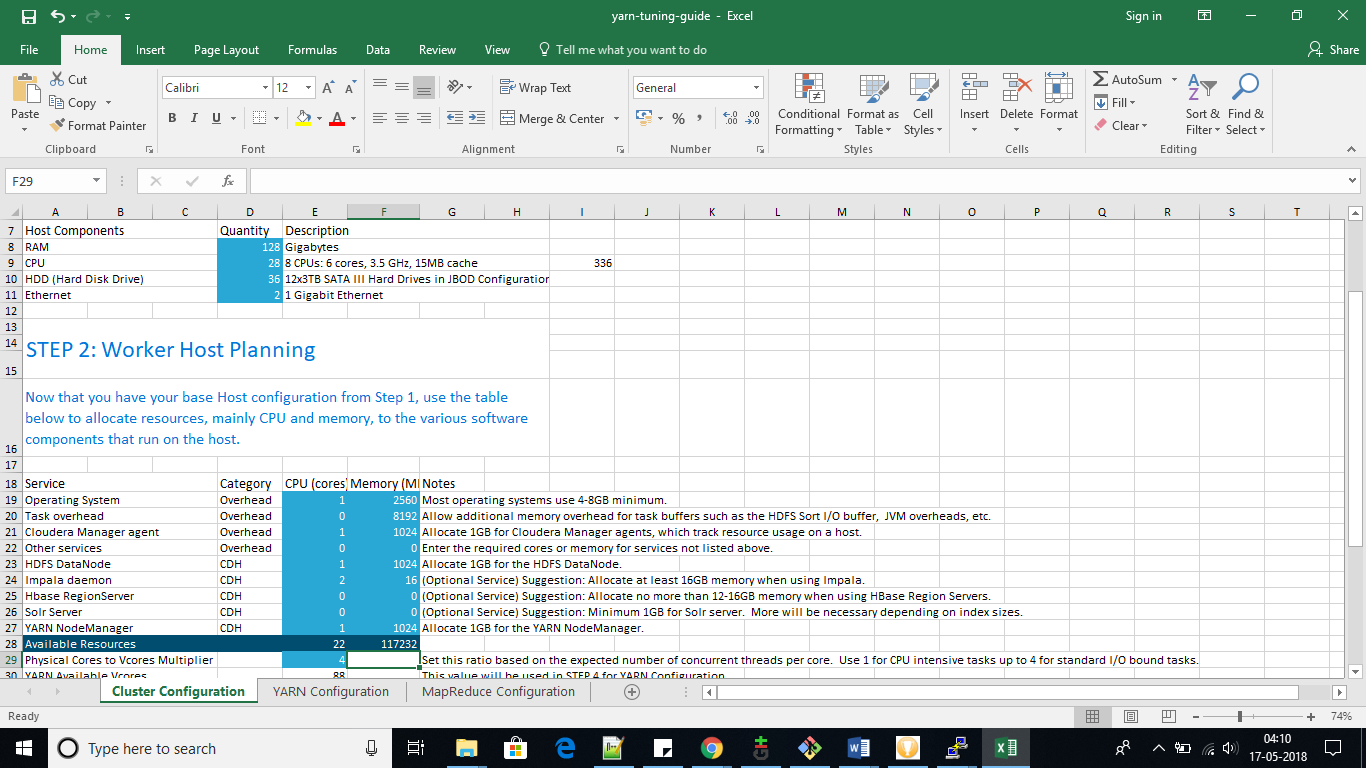 yarn-tuning-guide - Excel
Sign in
File Home Insert Page Layout Formulas Data Review View Tell me what you want to do Share
Paste
Cut
Copy
Format Painter
Clipboard
Calibri 12
B I U
Font
Wrap Text
Merge & Center
Alignment
General
Number
Conditional Formatting
Format as Table
Cell Styles
Styles
Insert Delete Format
Cells
AutoSum
Fill
Clear
Sort & Filter
Find & Select
Editing
F29 fx
A B C D E F G H I J K L M N O P Q R S T
7 Host Components Quantity Description
8 RAM 128 Gigabytes
9 CPU 28 8 CPUs: 6 cores, 3.5 GHz, 15MB cache 336
10 HDD (Hard Disk Drive) 36 12x3TB SATA III Hard Drives in JBOD Configuration
11 Ethernet 2 1 Gigabit Ethernet
12
13
14 STEP 2: Worker Host Planning
15
Now that you have your base Host configuration from Step 1, use the table
below to allocate resources, mainly CPU and memory, to the various software
16 components that run on the host.
17
18 Service Category CPU (cores) Memory (M Notes
19 Operating System Overhead 1 2560 Most operating systems use 4-8GB minimum.
20 Task overhead Overhead 0 8192 Allow additional memory overhead for task buffers such as the HDFS Sort I/O buffer, JVM overheads, etc.
21 Cloudera Manager agent Overhead 1 1024 Allocate 1GB for Cloudera Manager agents, which track resource usage on a host.
22 Other services Overhead 0 0 Enter the required cores or memory for services not listed above.
23 HDFS DataNode CDH 1 1024 Allocate 1GB for the HDFS DataNode.
24 Impala daemon CDH 2 16 (Optional Service) Suggestion: Allocate at least 16GB memory when using Impala.
25 Hbase RegionServer CDH 0 0 (Optional Service) Suggestion: Allocate no more than 12-16GB memory when using HBase Region Servers.
26 Solr Server CDH 0 0 (Optional Service) Suggestion: Minimum 1GB for Solr server. More will be necessary depending on index sizes.
27 YARN NodeManager CDH 1 1024 Allocate 1GB for the YARN NodeManager.
28 Available Resources 22 117232
29 Physical Cores to Vcores Multiplier 4 Set this ratio based on the expected number of concurrent threads per core. Use 1 for CPU intensive tasks up to 4 for standard I/O bound tasks.
30 YARN Available Vcores 88 This value will be used in STEP 4 for YARN Configuration
Cluster Configuration YARN Configuration MapReduce Configuration
Ready 74%
Type here to search
04:10
17-05-2018